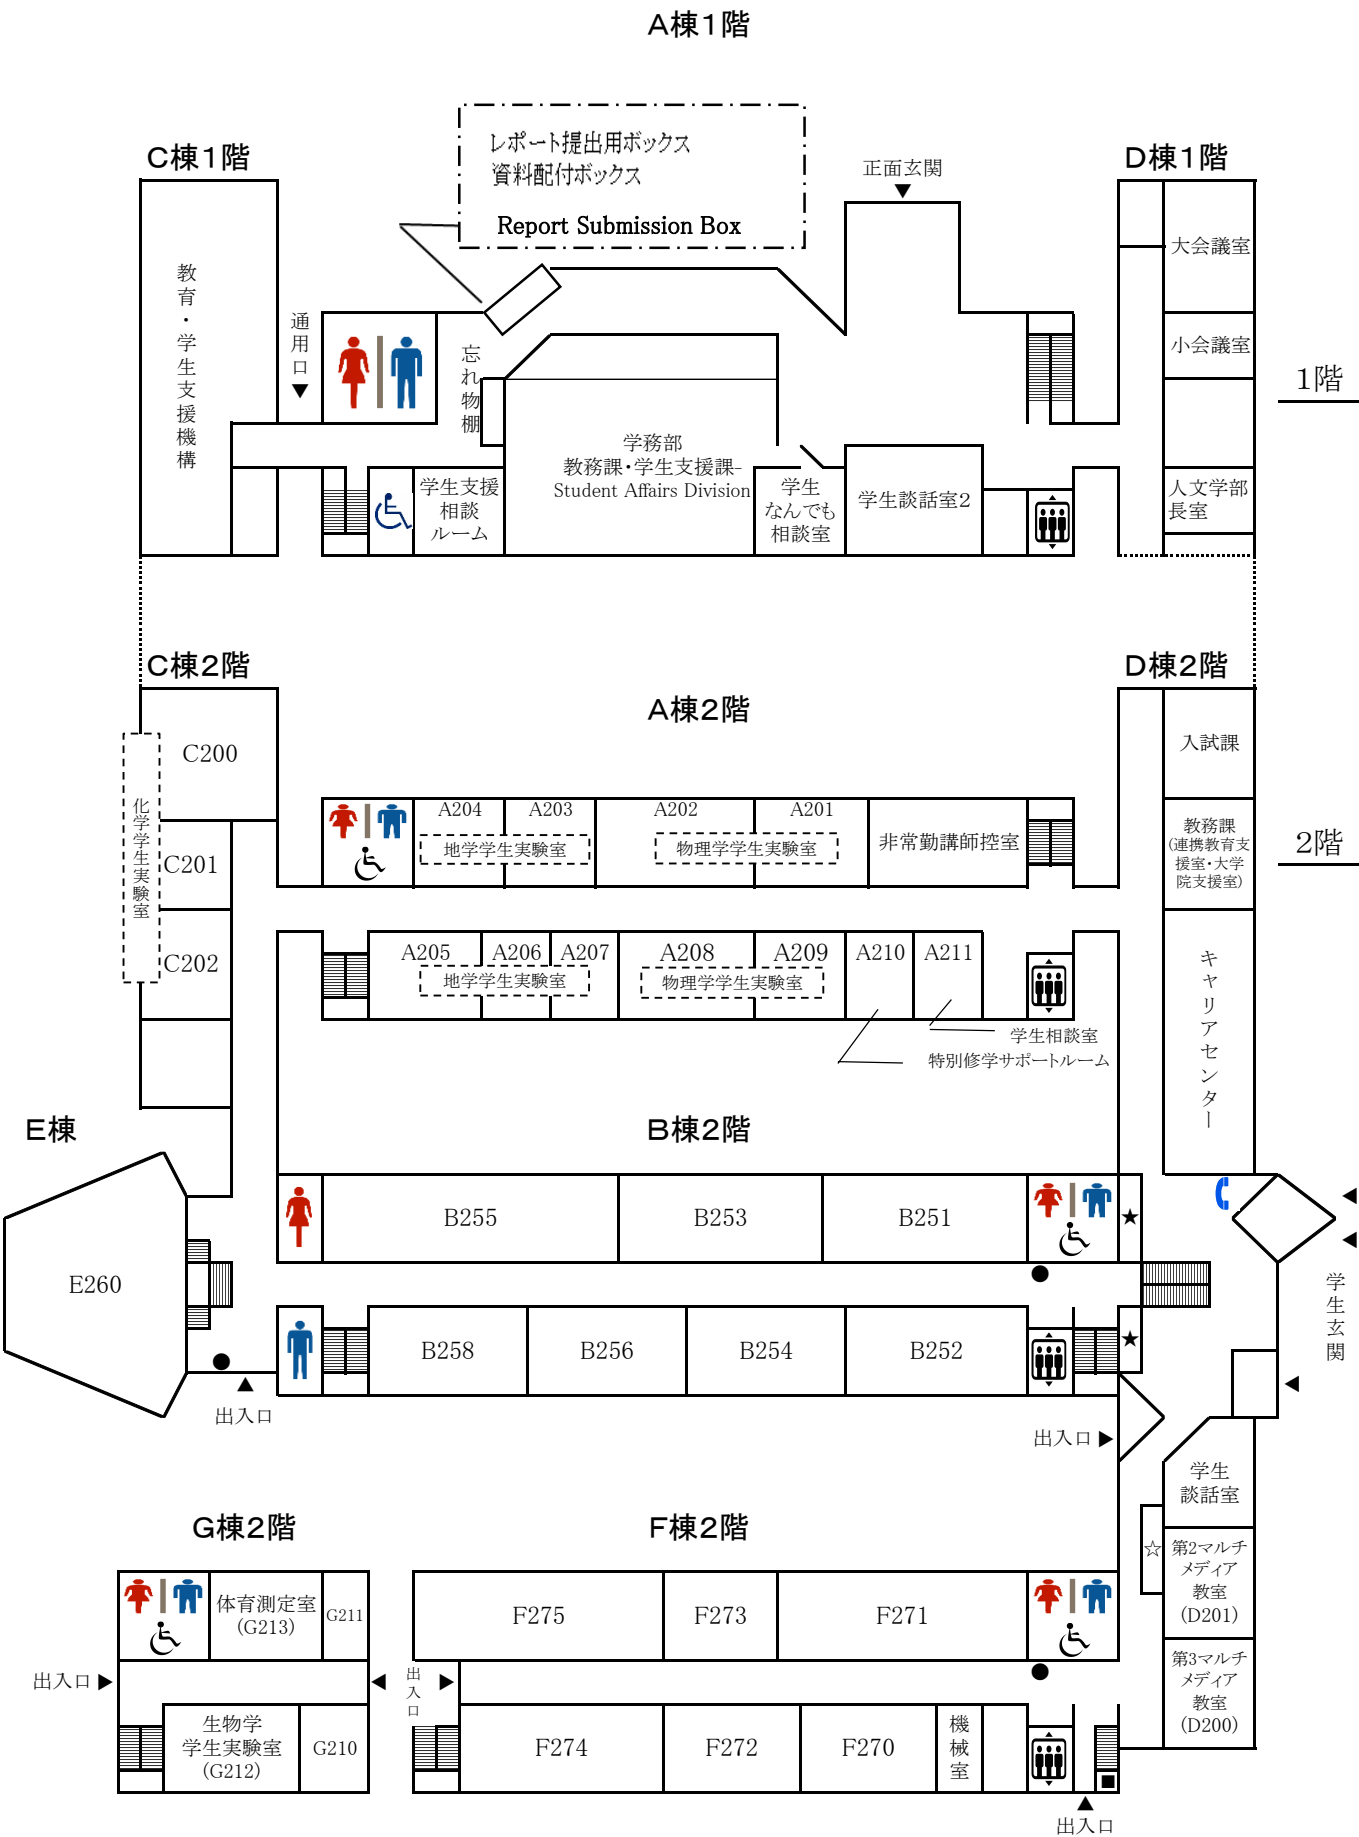 A棟1階
レポート提出用ボックス
資料配付ボックス
Report Submission Box
C棟1階
D棟1階
正面玄関
教育・学生支援機構
通用口
▼
忘れ物棚
大会議室
小会議室
1階
学務部
教務課・学生支援課-
Student Affairs Division
学生支援
相談
ルーム
学生
なんでも
相談室
学生談話室2
人文学部
長室
C棟2階
D棟2階
A棟2階
C200
化学学生実験室
C201
C202
A204
A203
A202
A201
地学学生実験室
物理学学生実験室
非常勤講師控室
入試課
教務課
(連携教育支
援室・大学
院支援室)
2階
A205
A206
A207
A208
A209
A210
A211
地学学生実験室
物理学学生実験室
学生相談室
特別修学サポートルーム
キャリアセンター
E棟
B棟2階
B255
B253
B251
★
E260
●
学生玄関
B258
B256
B254
B252
★
●
出入口
出入口
学生
談話室
G棟2階
F棟2階
☆
第2マルチ
メディア
教室
(D201)
体育測定室
(G213)
G211
F275
F273
F271
第3マルチ
メディア
教室
(D200)
出入口
出入口
●
生物学
学生実験室
(G212)
G210
F274
F272
F270
機械室
■
出入口